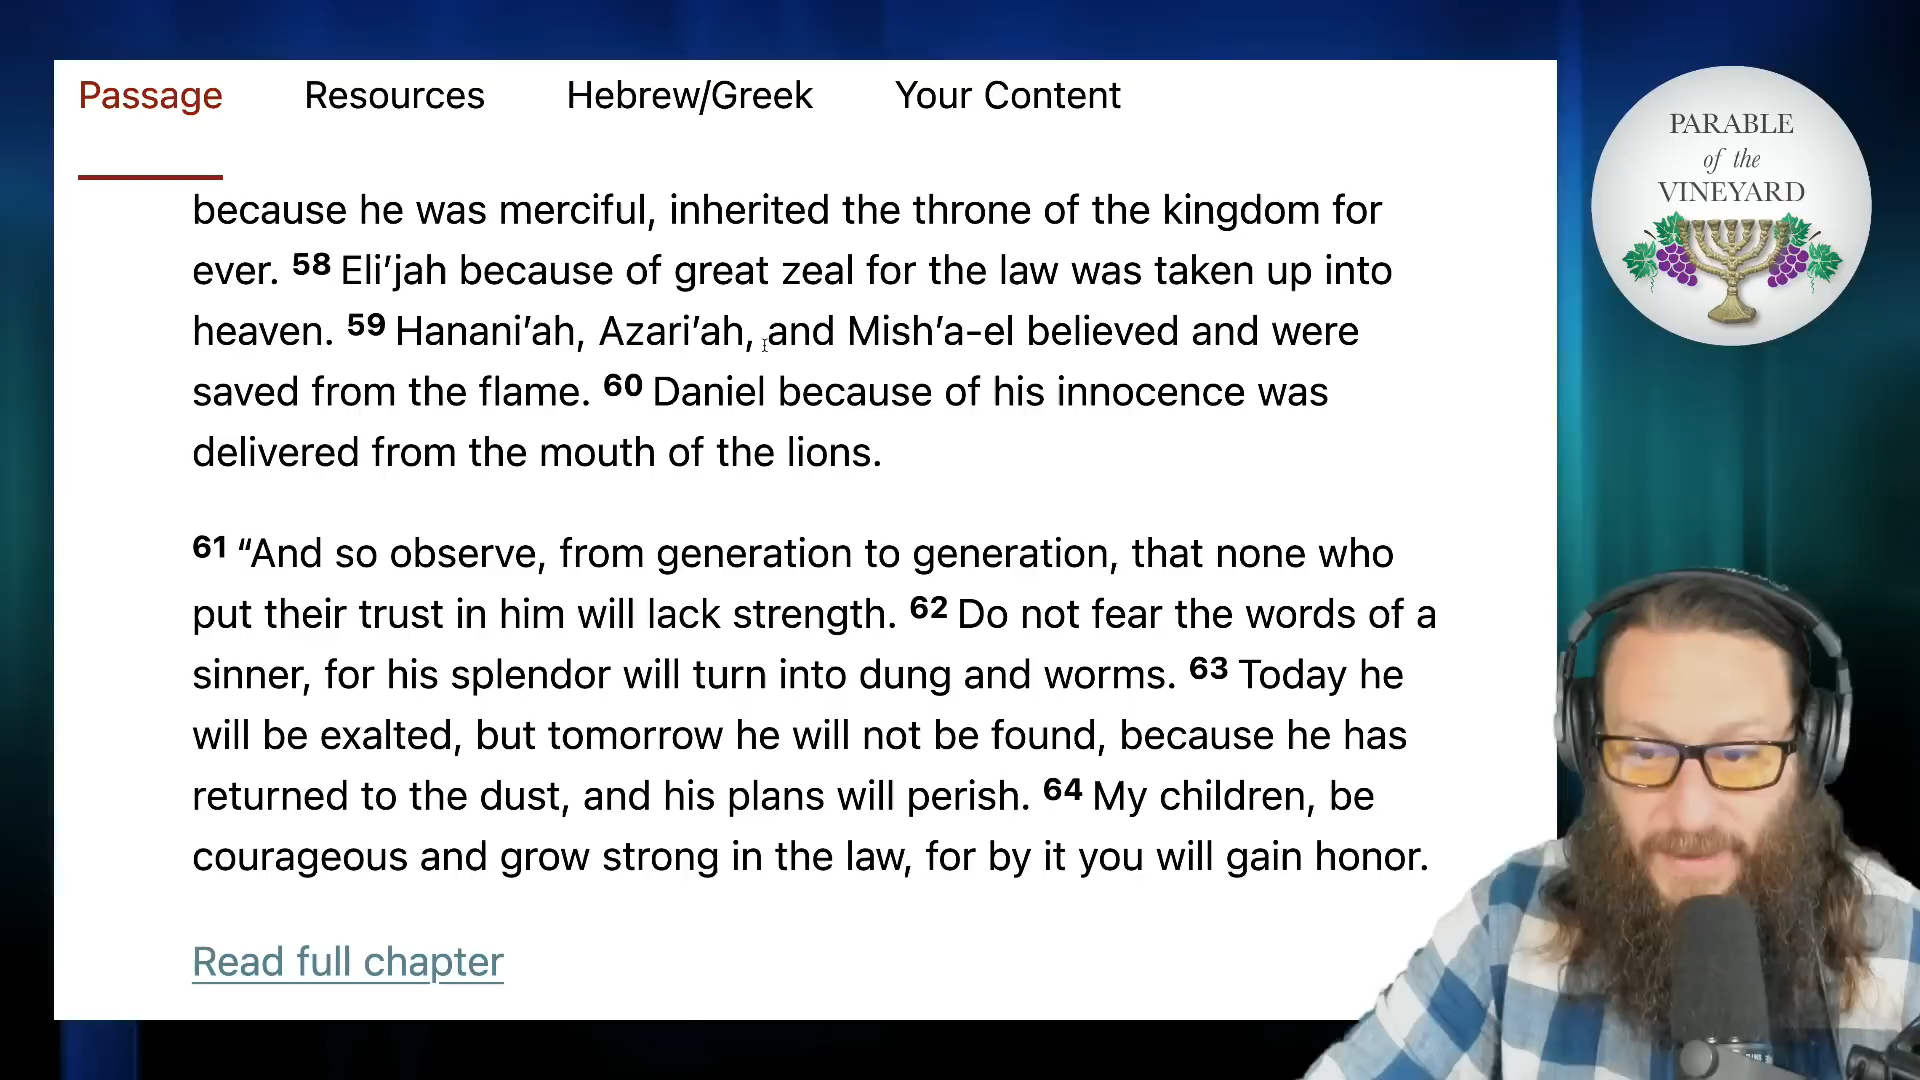 Passage Resources Hebrew/Greek Your Content
PARABLE
of the
VINEYARD
because he was merciful, inherited the throne of the kingdom for
ever. 58 Eli’jah because of great zeal for the law was taken up into
heaven. 59 Hanani’ah, Azari’ah, and Mish’a-el believed and were
saved from the flame. 60 Daniel because of his innocence was
delivered from the mouth of the lions.
61 “And so observe, from generation to generation, that none who
put their trust in him will lack strength. 62 Do not fear the words of a
sinner, for his splendor will turn into dung and worms. 63 Today he
will be exalted, but tomorrow he will not be found, because he has
returned to the dust, and his plans will perish. 64 My children, be
courageous and grow strong in the law, for by it you will gain honor.
Read full chapter